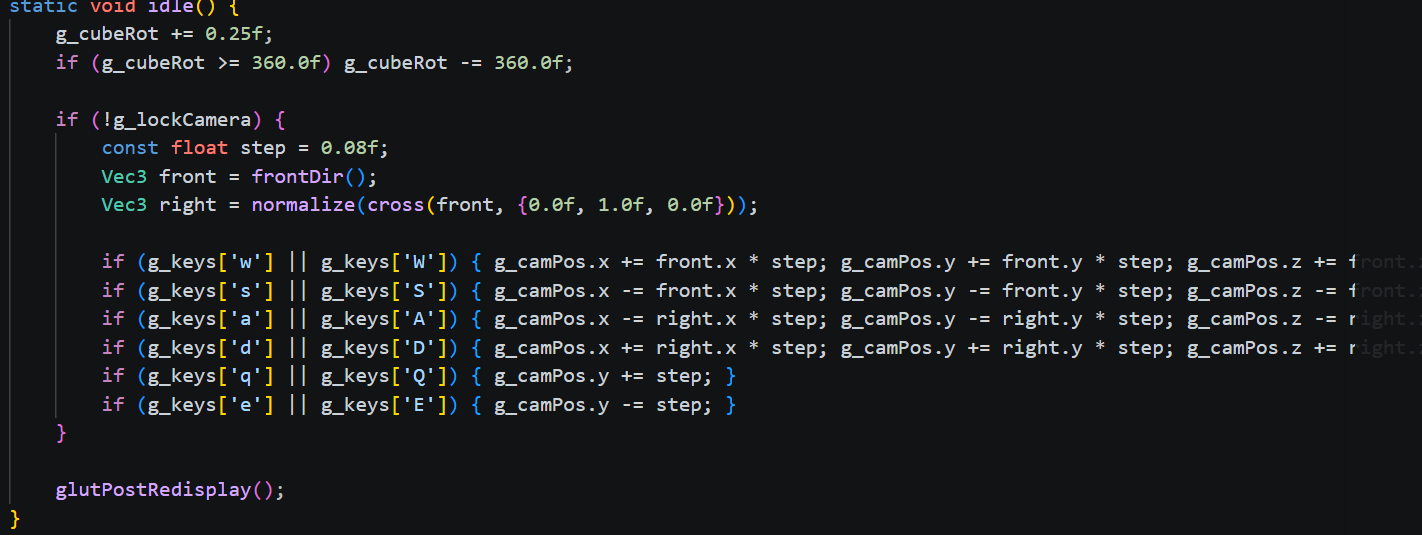 static void idle() {
    g_cubeRot += 0.25f;
    if (g_cubeRot >= 360.0f) g_cubeRot -= 360.0f;

    if (!g_lockCamera) {
        const float step = 0.08f;
        Vec3 front = frontDir();
        Vec3 right = normalize(cross(front, {0.0f, 1.0f, 0.0f}));

        if (g_keys['w'] || g_keys['W']) { g_camPos.x += front.x * step; g_camPos.y += front.y * step; g_camPos.z += front.
        if (g_keys['s'] || g_keys['S']) { g_camPos.x -= front.x * step; g_camPos.y -= front.y * step; g_camPos.z -= front.
        if (g_keys['a'] || g_keys['A']) { g_camPos.x -= right.x * step; g_camPos.y -= right.y * step; g_camPos.z -= right.
        if (g_keys['d'] || g_keys['D']) { g_camPos.x += right.x * step; g_camPos.y += right.y * step; g_camPos.z += right.
        if (g_keys['q'] || g_keys['Q']) { g_camPos.y += step; }
        if (g_keys['e'] || g_keys['E']) { g_camPos.y -= step; }
    }

    glutPostRedisplay();
}